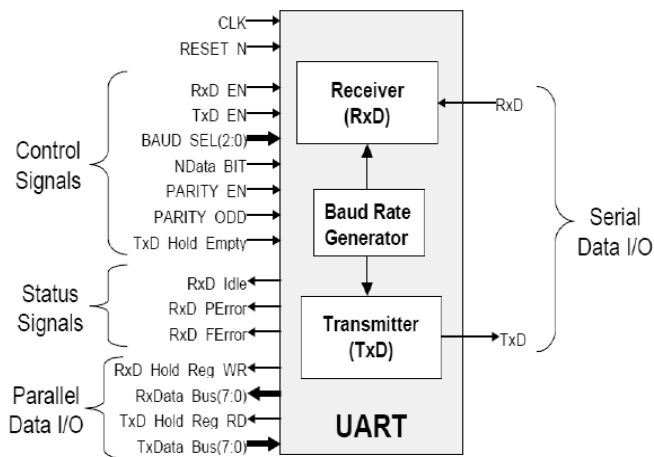 CLK
RESET N
Control
Signals
RxD EN
TxD EN
BAUD SEL(2:0)
NData BIT
PARITY EN
PARITY ODD
TxD Hold Empty
Status
Signals
RxD Idle
RxD PError
RxD FError
Parallel
Data I/O
RxD Hold Reg WR
RxData Bus(7:0)
TxD Hold Reg RD
TxData Bus(7:0)
Receiver
(RxD)
Baud Rate
Generator
Transmitter
(TxD)
UART
RxD
TxD
Serial
Data I/O